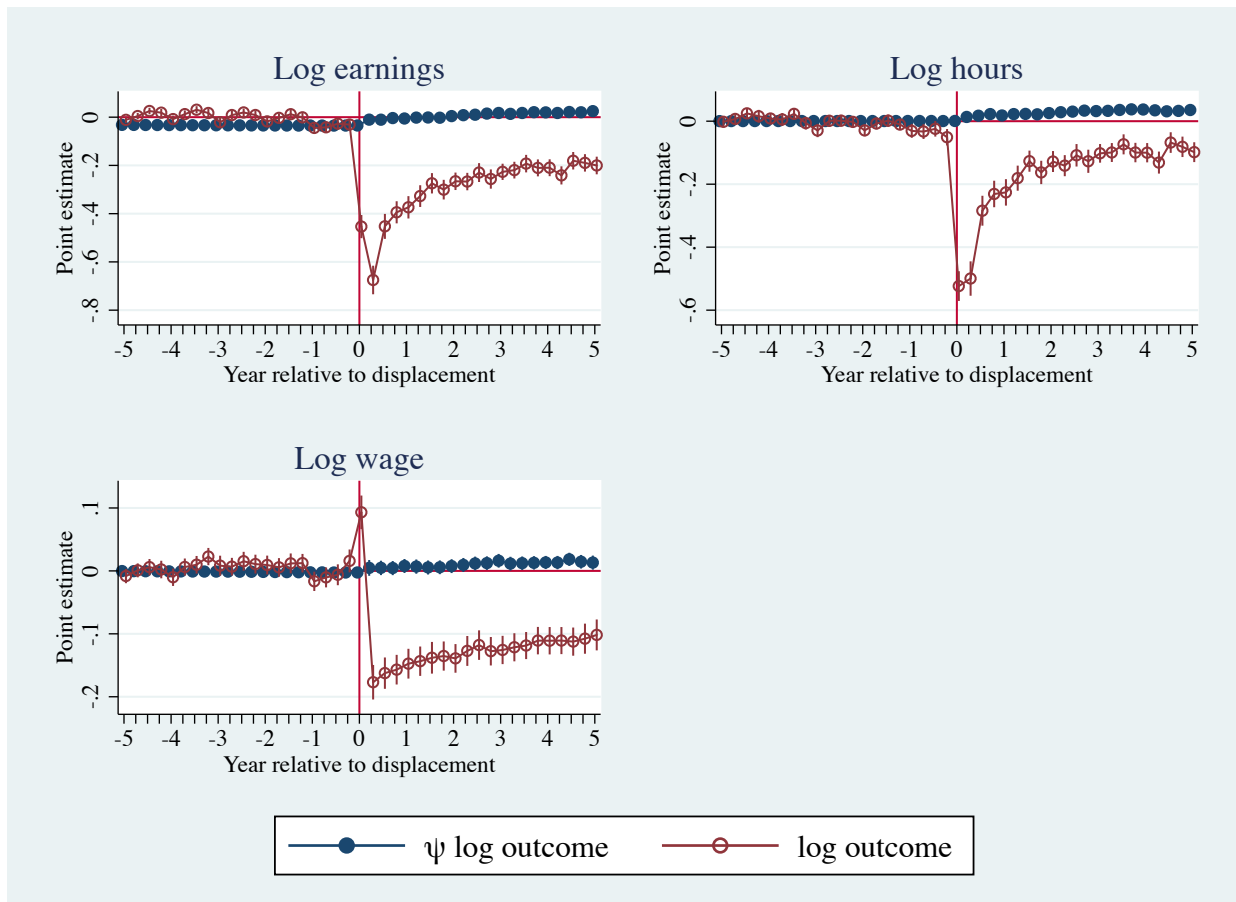 Log earnings
Point estimate
0
-.2
-.4
-.6
-.8
-5 -4 -3 -2 -1 0 1 2 3 4 5
Year relative to displacement
Log hours
Point estimate
0
-.2
-.4
-.6
-5 -4 -3 -2 -1 0 1 2 3 4 5
Year relative to displacement
Log wage
Point estimate
.1
0
-.1
-.2
-5 -4 -3 -2 -1 0 1 2 3 4 5
Year relative to displacement
ψ log outcome
log outcome